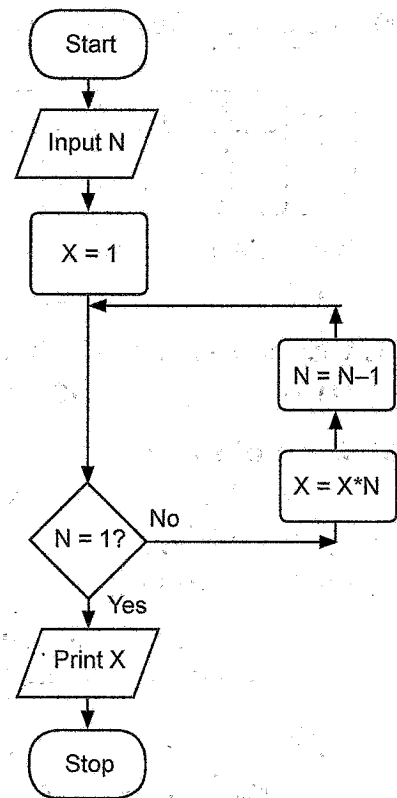 Start
Input N
X = 1
N = 1?
No
X = X*N
N = N–1
Yes
Print X
Stop